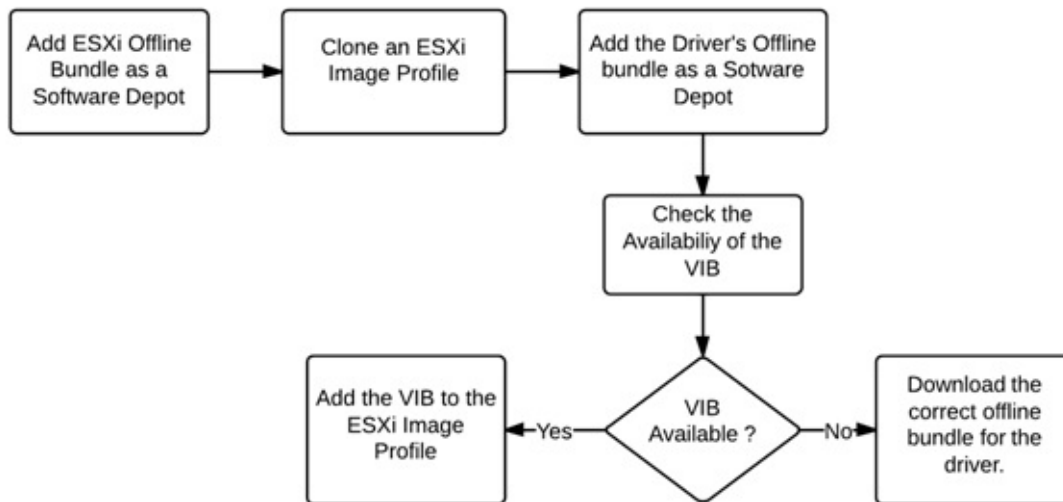 Add ESXi Offline
Bundle as a
Software Depot
Clone an ESXi
Image Profile
Add the Driver's Offline
bundle as a Sotware
Depot
Check the
Availabiliy of the
VIB
VIB
Available ?
Yes
Add the VIB to the
ESXi Image
Profile
No
Download the
correct offline
bundle for the
driver.